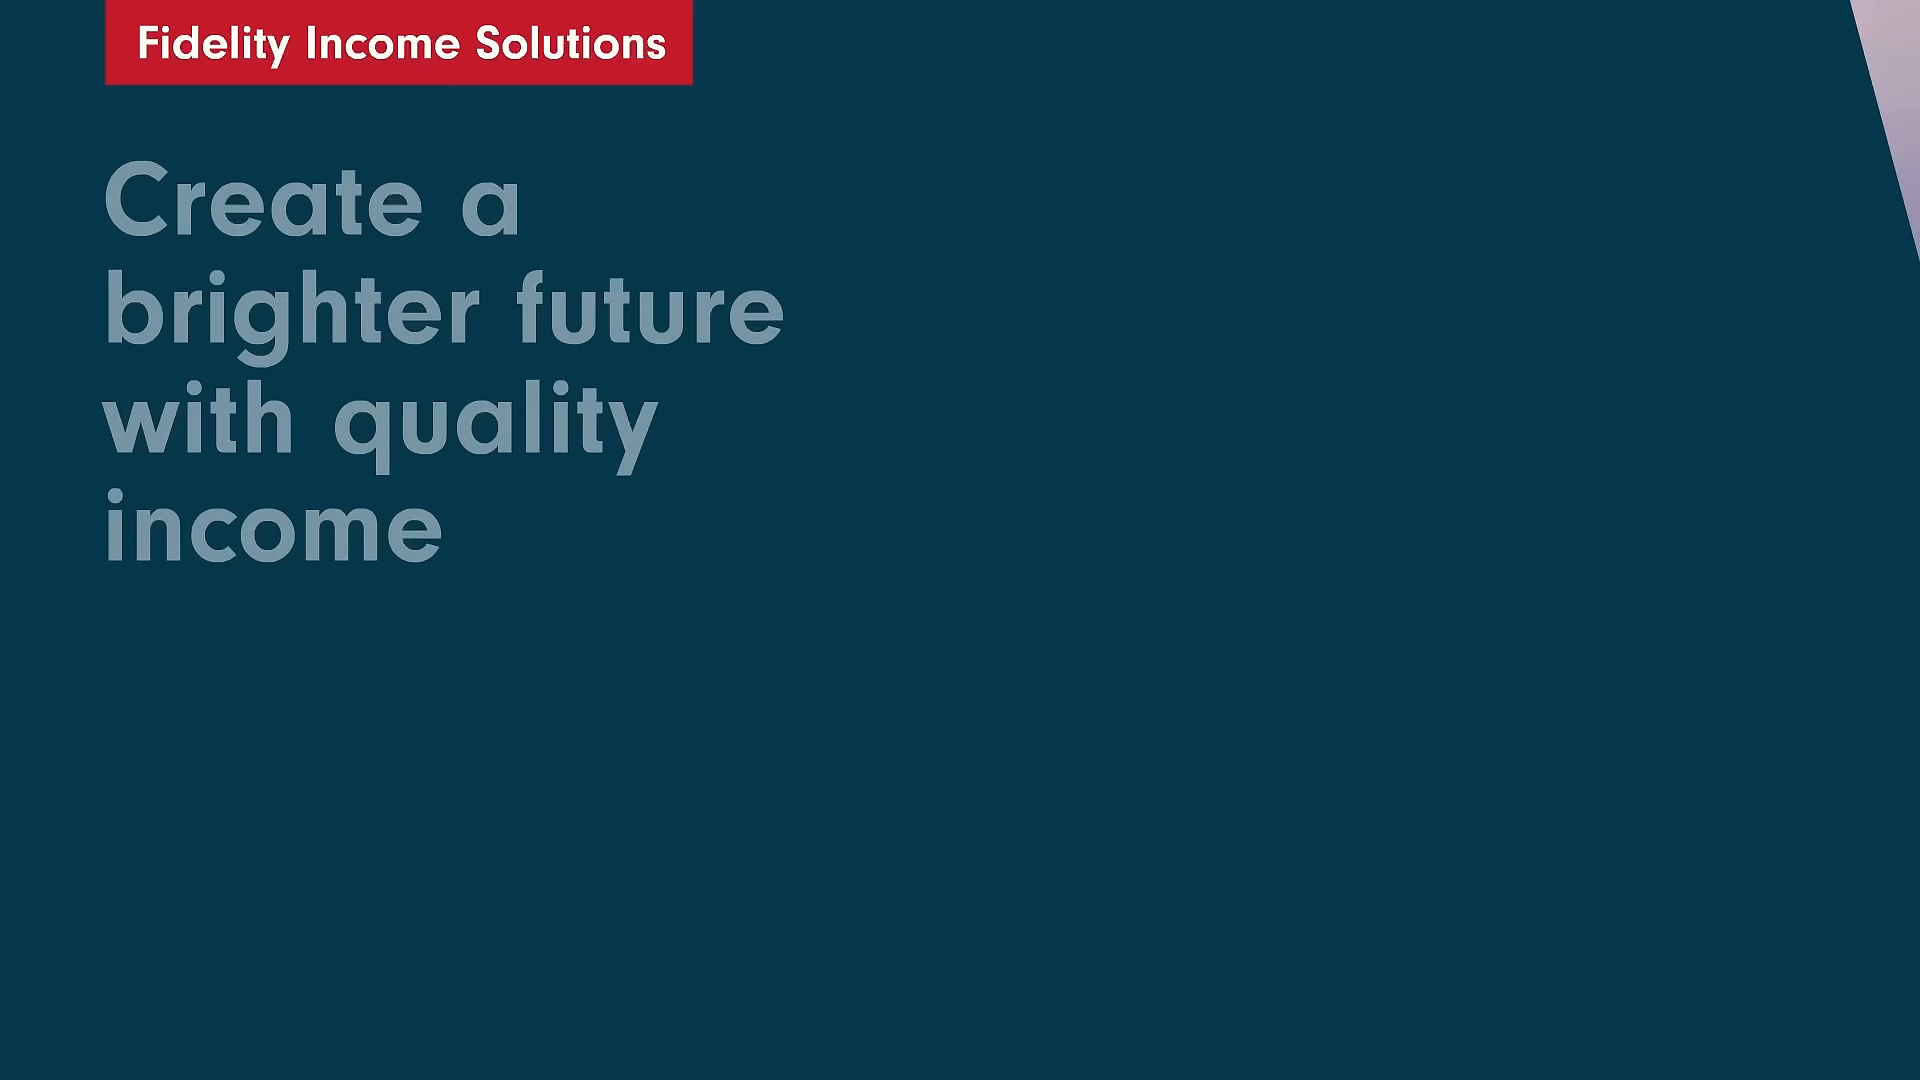 Fidelity Income Solutions
Create a
brighter future
with quality
income